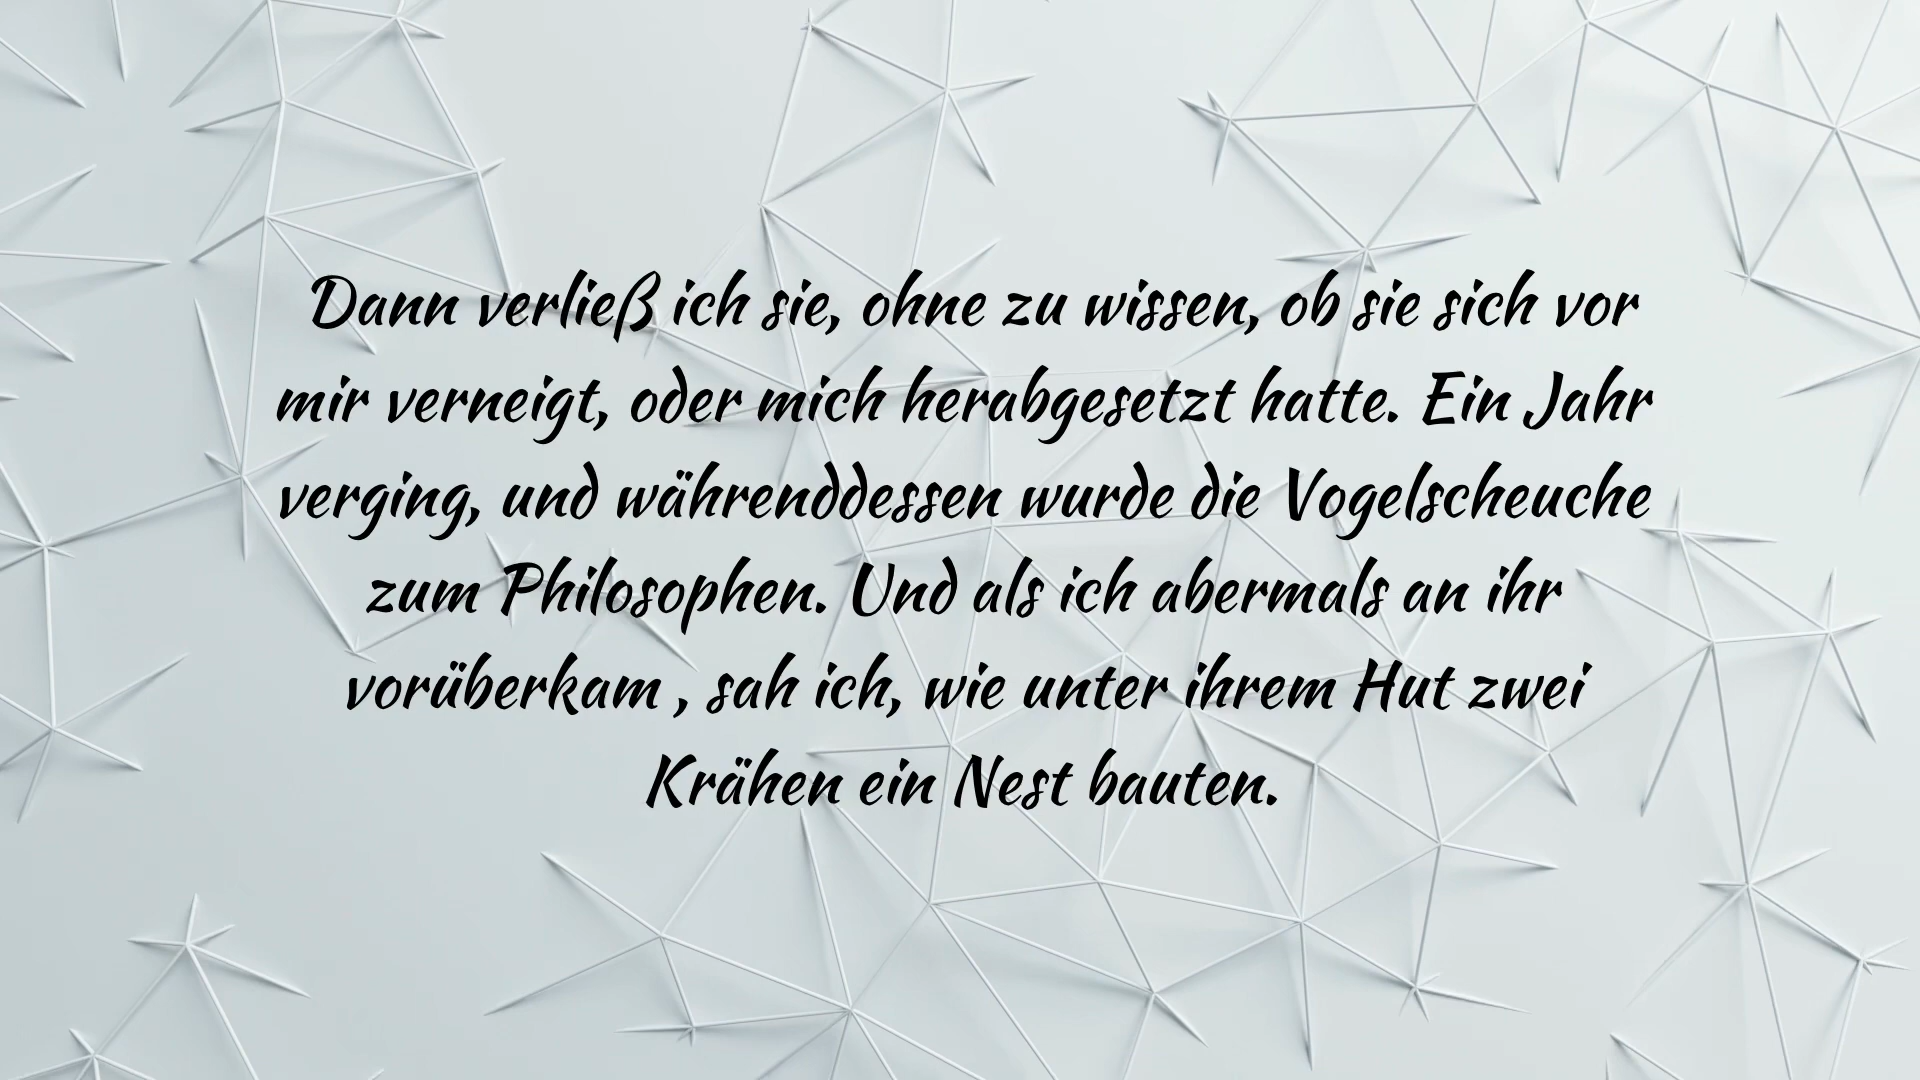 Dann verließ ich sie, ohne zu wissen, ob sie sich vor
mir verneigt, oder mich herabgesetzt hatte. Ein Jahr
verging, und währenddessen wurde die Vogelscheuche
zum Philosophen. Und als ich abermals an ihr
vorüberkam , sah ich, wie unter ihrem Hut zwei
Krähen ein Nest bauten.